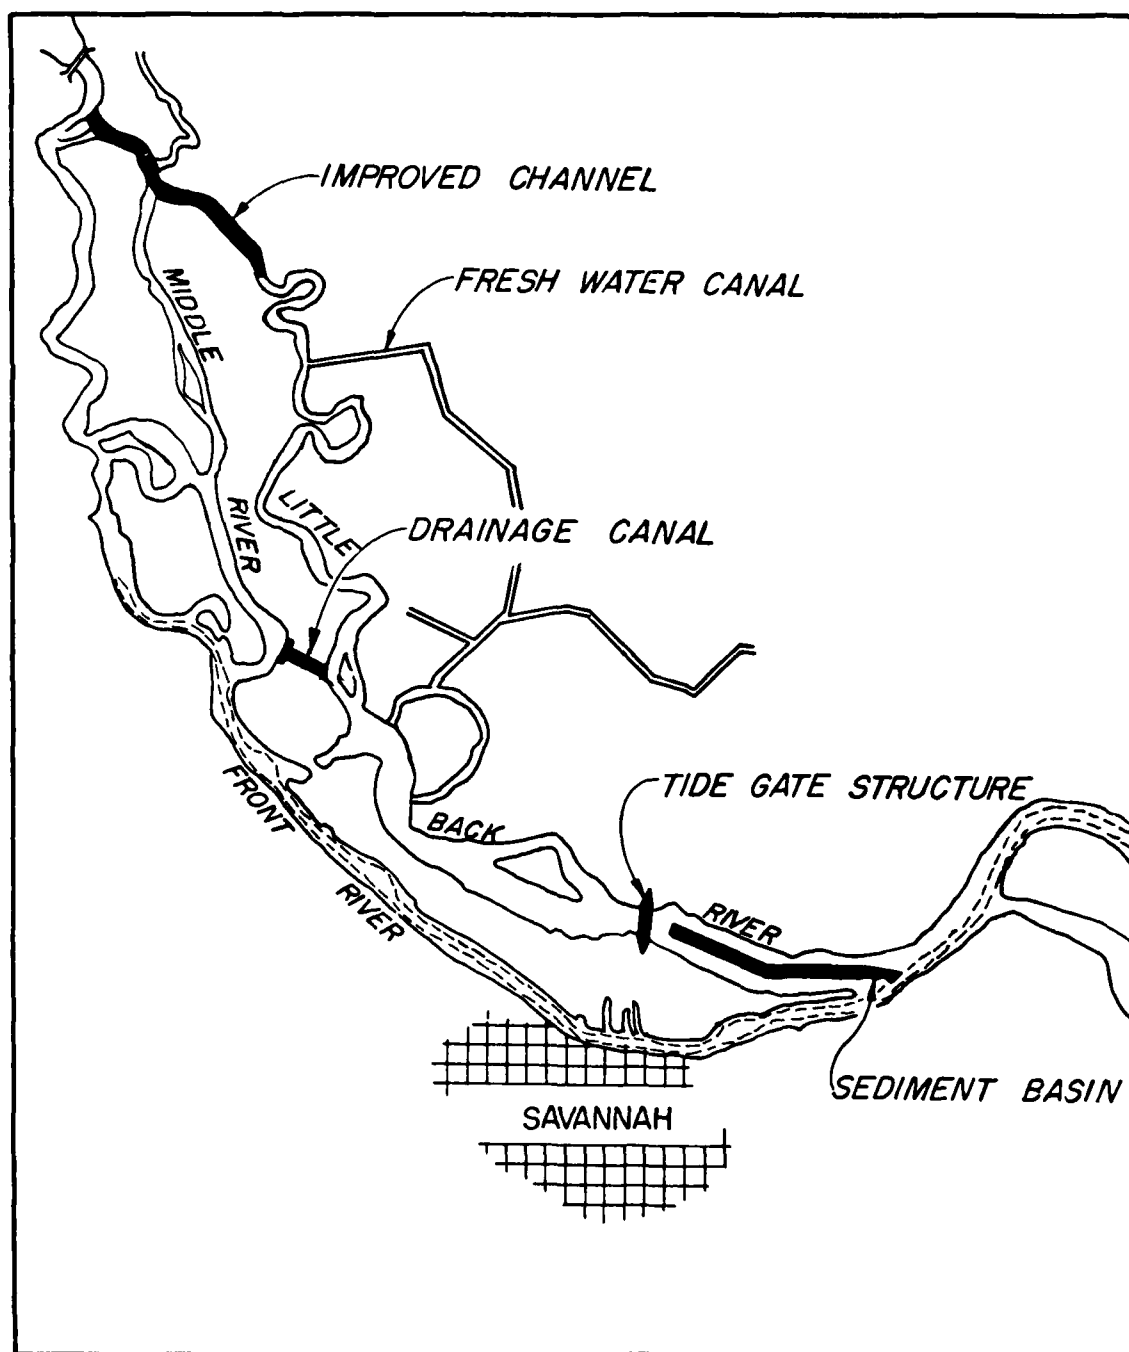 IMPROVED CHANNEL
FRESH WATER CANAL
MIDDLE
RIVER
LITTLE
DRAINAGE CANAL
TIDE GATE STRUCTURE
FRONT
RIVER
BACK
RIVER
SEDIMENT BASIN
SAVANNAH